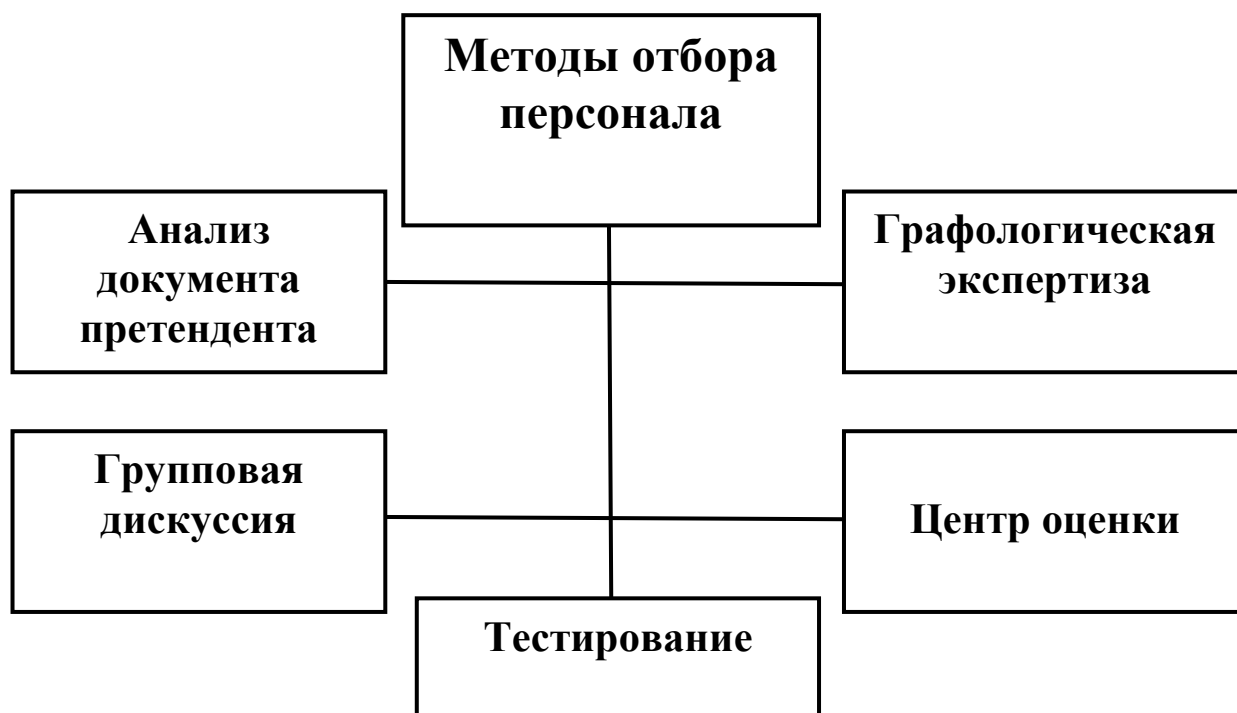 Методы отбора
персонала
Анализ
документа
претендента
Графологическая
экспертиза
Групповая
дискуссия
Центр оценки
Тестирование